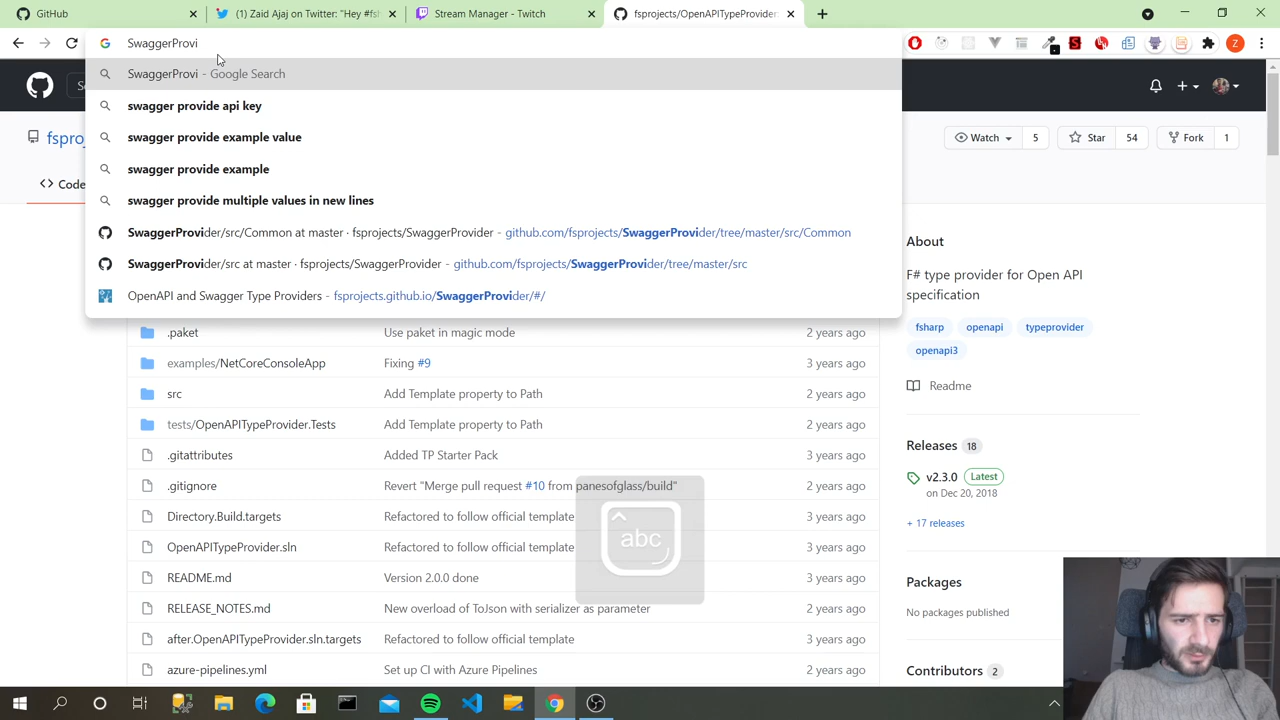 GitHub
(1) Zaid Ajaj on Twitter: "Hey #fsh
Stream Manager - Twitch
fsprojects/OpenAPITypeProvider:
SwaggerProvi
SwaggerProvi - Google Search
swagger provide api key
swagger provide example value
swagger provide example
swagger provide multiple values in new lines
SwaggerProvider/src/Common at master · fsprojects/SwaggerProvider - github.com/fsprojects/SwaggerProvider/tree/master/src/Common
SwaggerProvider/src at master · fsprojects/SwaggerProvider - github.com/fsprojects/SwaggerProvider/tree/master/src
OpenAPI and Swagger Type Providers - fsprojects.github.io/SwaggerProvider/#/
Z
Watch 5
Star 54
Fork 1
Code
.paket Use paket in magic mode 2 years ago
examples/NetCoreConsoleApp Fixing #9 3 years ago
src Add Template property to Path 2 years ago
tests/OpenAPITypeProvider.Tests Add Template property to Path 2 years ago
.gitattributes Added TP Starter Pack 3 years ago
.gitignore Revert "Merge pull request #10 from panesofglass/build" 2 years ago
Directory.Build.targets Refactored to follow official template 3 years ago
OpenAPITypeProvider.sln Refactored to follow official template 3 years ago
README.md Version 2.0.0 done 3 years ago
RELEASE_NOTES.md New overload of ToJson with serializer as parameter 2 years ago
after.OpenAPITypeProvider.sln.targets Refactored to follow official template 3 years ago
azure-pipelines.yml Set up CI with Azure Pipelines 2 years ago
abc
About
F# type provider for Open API
specification
fsharp openapi typeprovider
openapi3
Readme
Releases 18
v2.3.0 Latest
on Dec 20, 2018
+ 17 releases
Packages
No packages published
Contributors 2